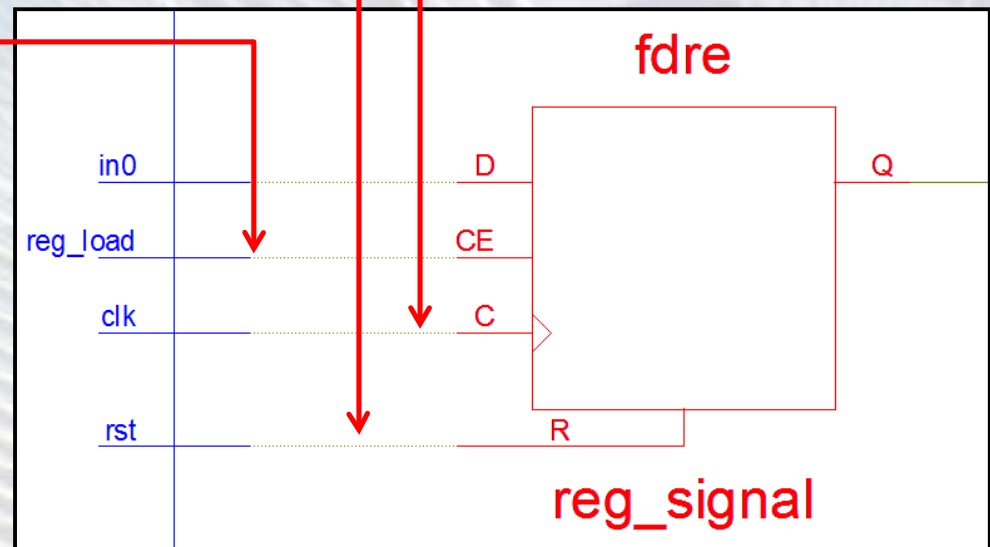 fdre
in0 D Q
reg_load CE
clk C
rst R
reg_signal